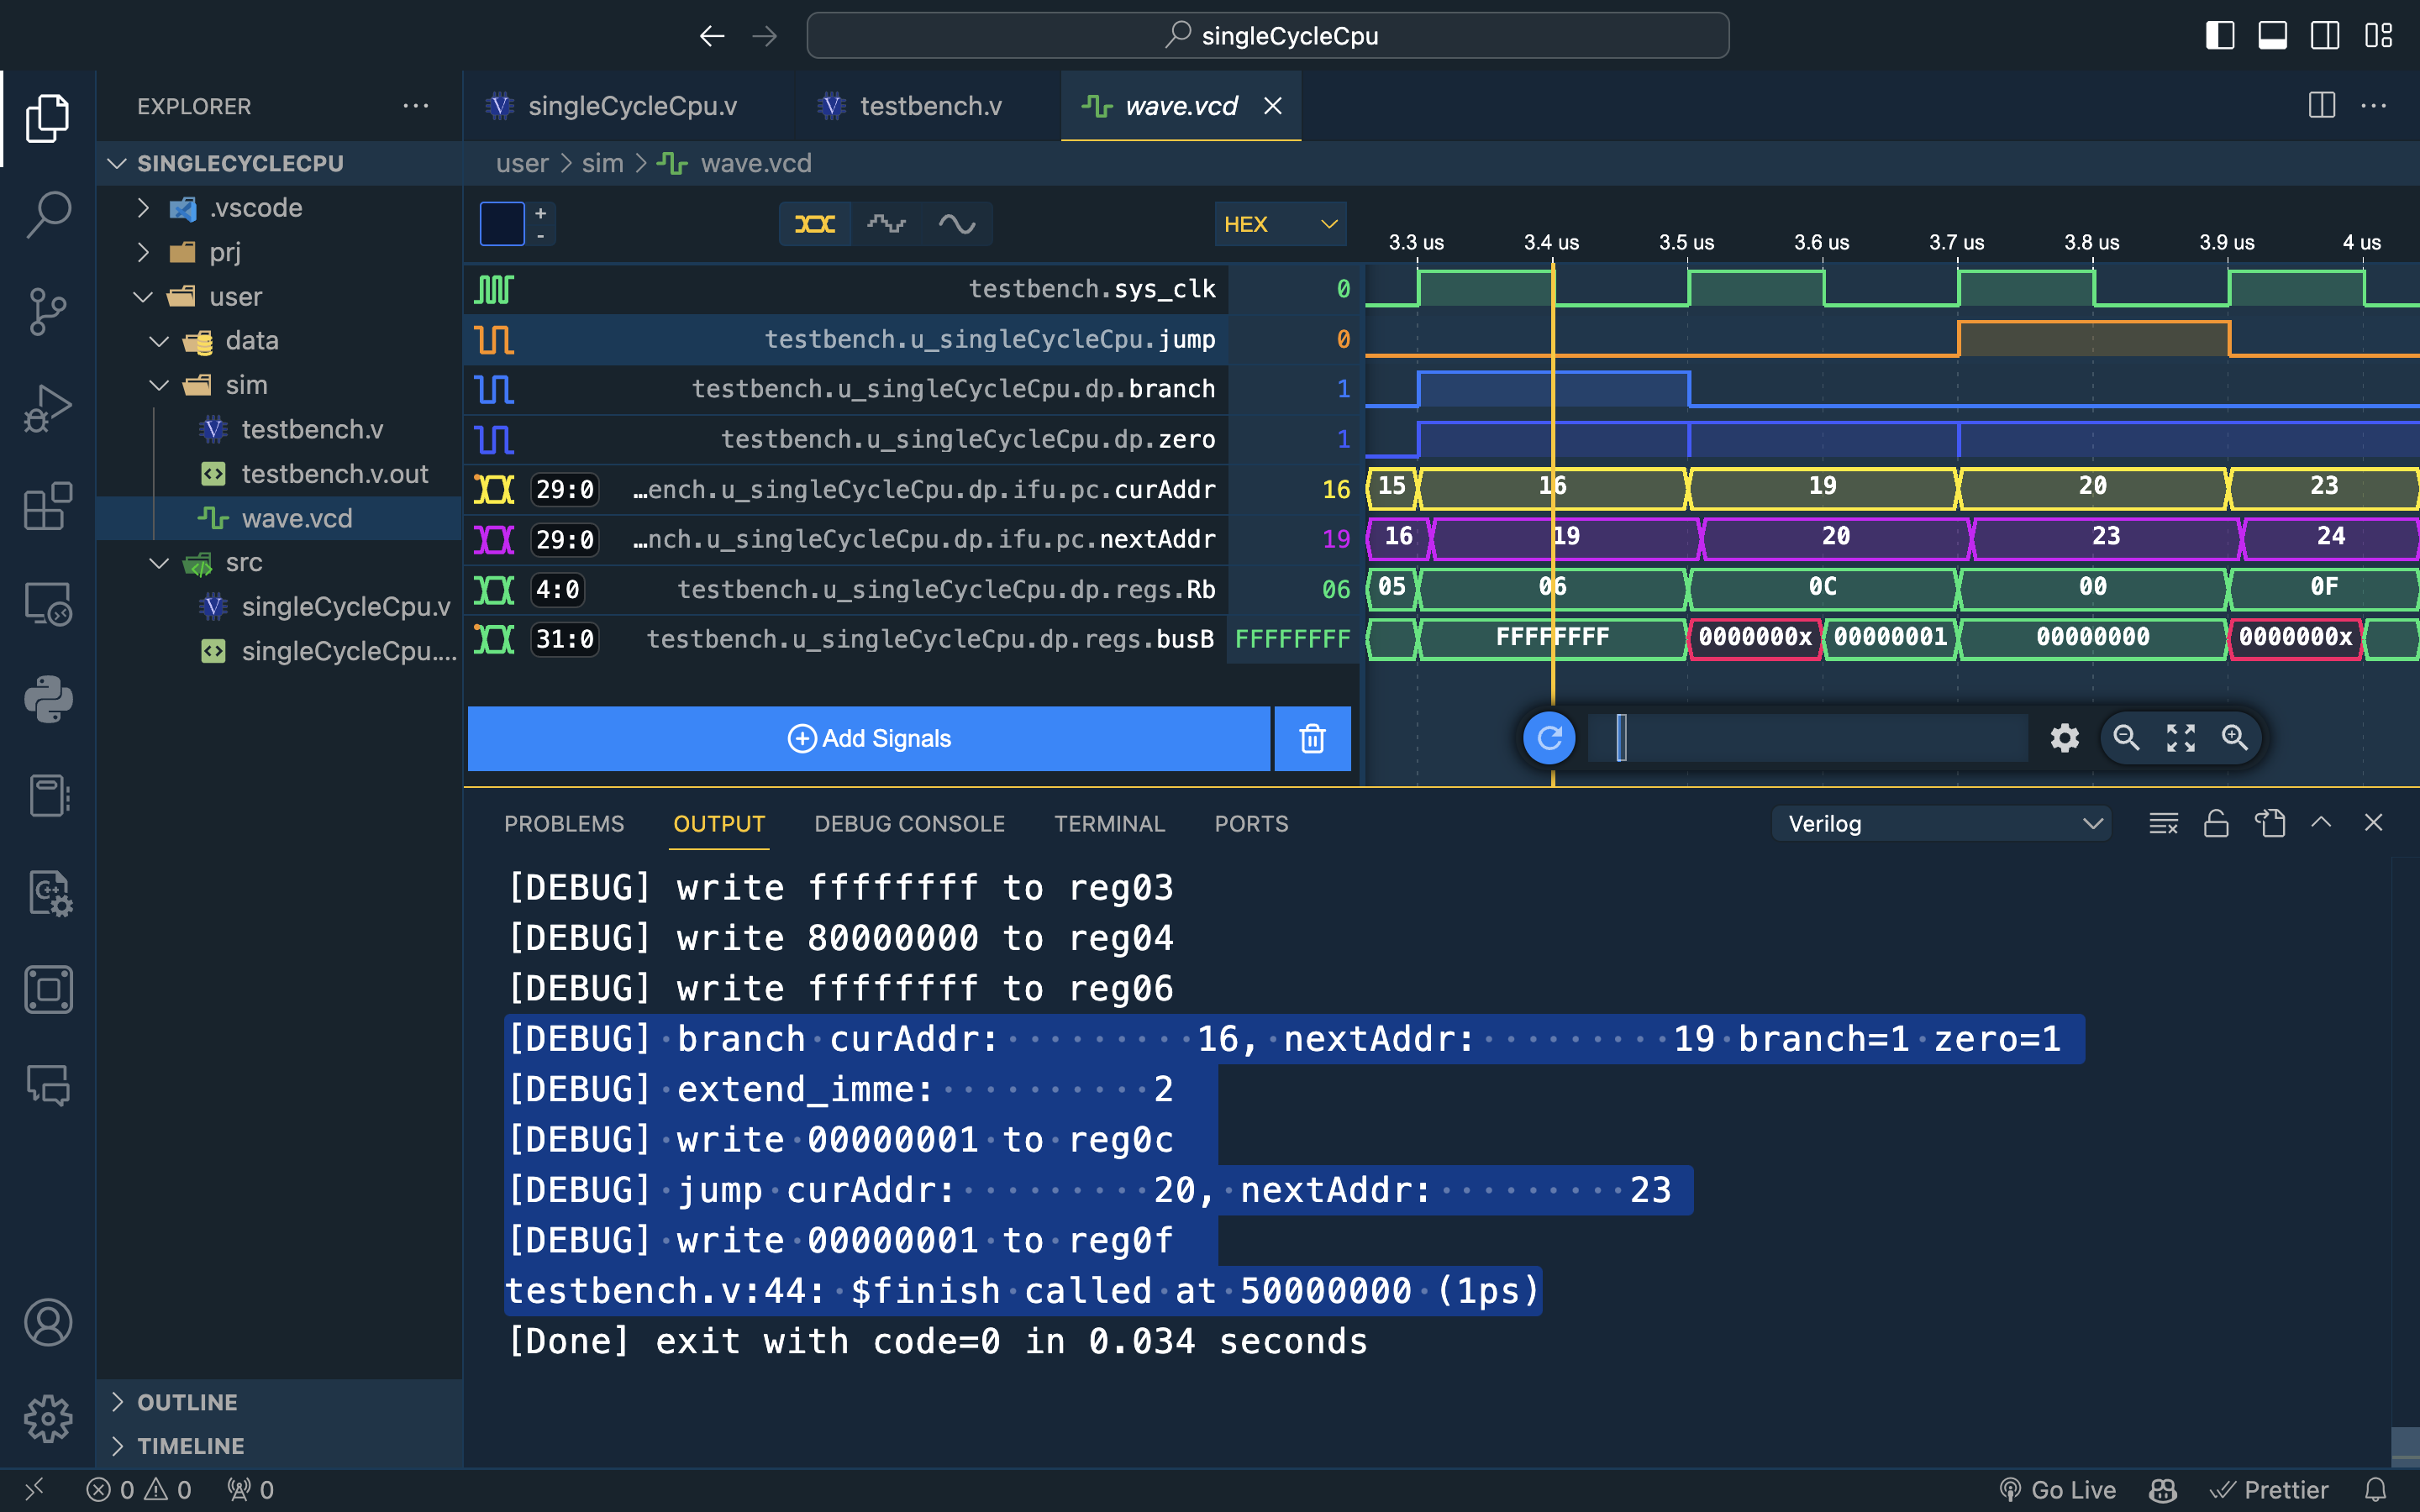 singleCycleCpu
EXPLORER
singleCycleCpu.v
testbench.v
wave.vcd
SINGLECYCLECPU
user > sim > wave.vcd
.vscode
prj
user
data
sim
testbench.v
testbench.v.out
wave.vcd
src
singleCycleCpu.v
singleCycleCpu....
OUTLINE
TIMELINE
+
-
HEX
3.3 us 3.4 us 3.5 us 3.6 us 3.7 us 3.8 us 3.9 us 4 us
testbench.sys_clk 0
testbench.u_singleCycleCpu.jump 0
testbench.u_singleCycleCpu.dp.branch 1
testbench.u_singleCycleCpu.dp.zero 1
29:0 …ench.u_singleCycleCpu.dp.ifu.pc.curAddr 16 15 16 19 20 23
29:0 …nch.u_singleCycleCpu.dp.ifu.pc.nextAddr 19 16 19 20 23 24
4:0 testbench.u_singleCycleCpu.dp.regs.Rb 06 05 06 0C 00 0F
31:0 testbench.u_singleCycleCpu.dp.regs.busB FFFFFFFF FFFFFFFF 0000000x 00000001 00000000 0000000x
Add Signals
PROBLEMS OUTPUT DEBUG CONSOLE TERMINAL PORTS
Verilog
[DEBUG] write ffffffff to reg03
[DEBUG] write 80000000 to reg04
[DEBUG] write ffffffff to reg06
[DEBUG] branch curAddr:         16, nextAddr:         19 branch=1 zero=1
[DEBUG] extend_imme:          2
[DEBUG] write 00000001 to reg0c
[DEBUG] jump curAddr:         20, nextAddr:         23
[DEBUG] write 00000001 to reg0f
testbench.v:44: $finish called at 50000000 (1ps)
[Done] exit with code=0 in 0.034 seconds
0 0 0
Go Live Prettier